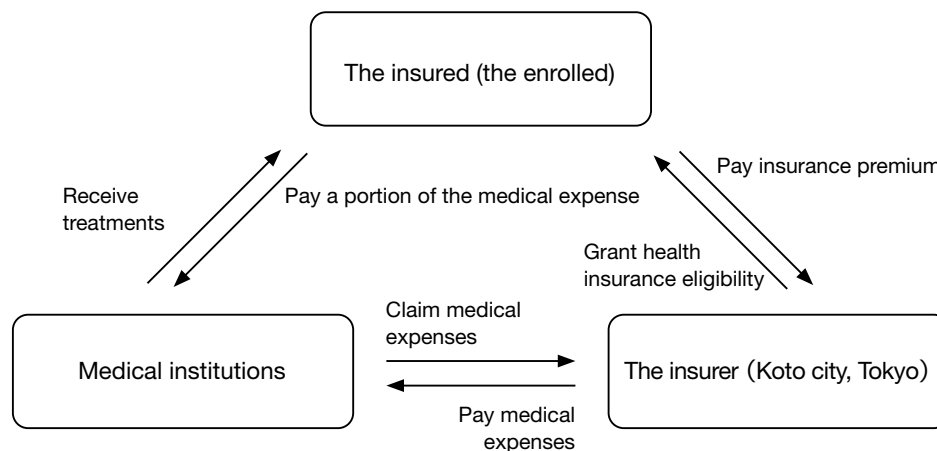 The insured (the enrolled)
Pay insurance premium
Receive
treatments
Pay a portion of the medical expense
Grant health
insurance eligibility
Claim medical
expenses
Medical institutions
The insurer (Koto city, Tokyo)
Pay medical
expenses